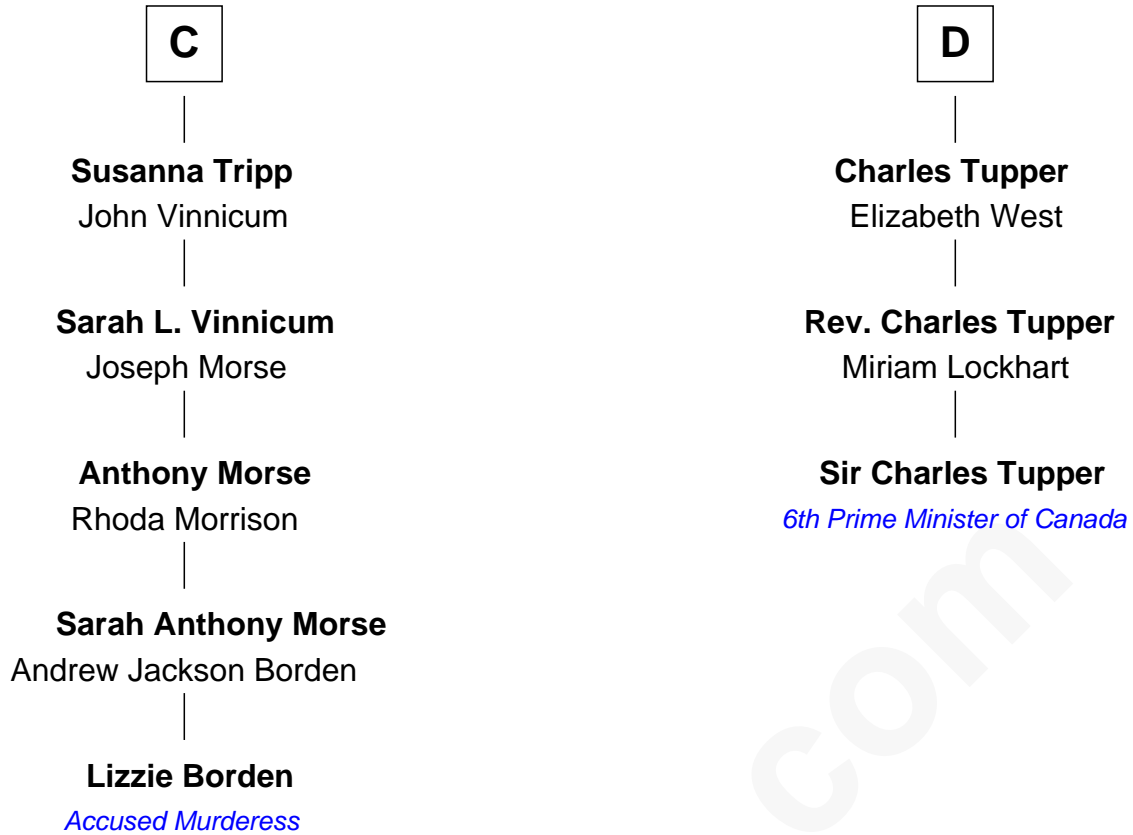 C
Susanna Tripp
John Vinnicum
Sarah L. Vinnicum
Joseph Morse
Anthony Morse
Rhoda Morrison
Sarah Anthony Morse
Andrew Jackson Borden
Lizzie Borden
Accused Murderess
D
Charles Tupper
Elizabeth West
Rev. Charles Tupper
Miriam Lockhart
Sir Charles Tupper
6th Prime Minister of Canada
com